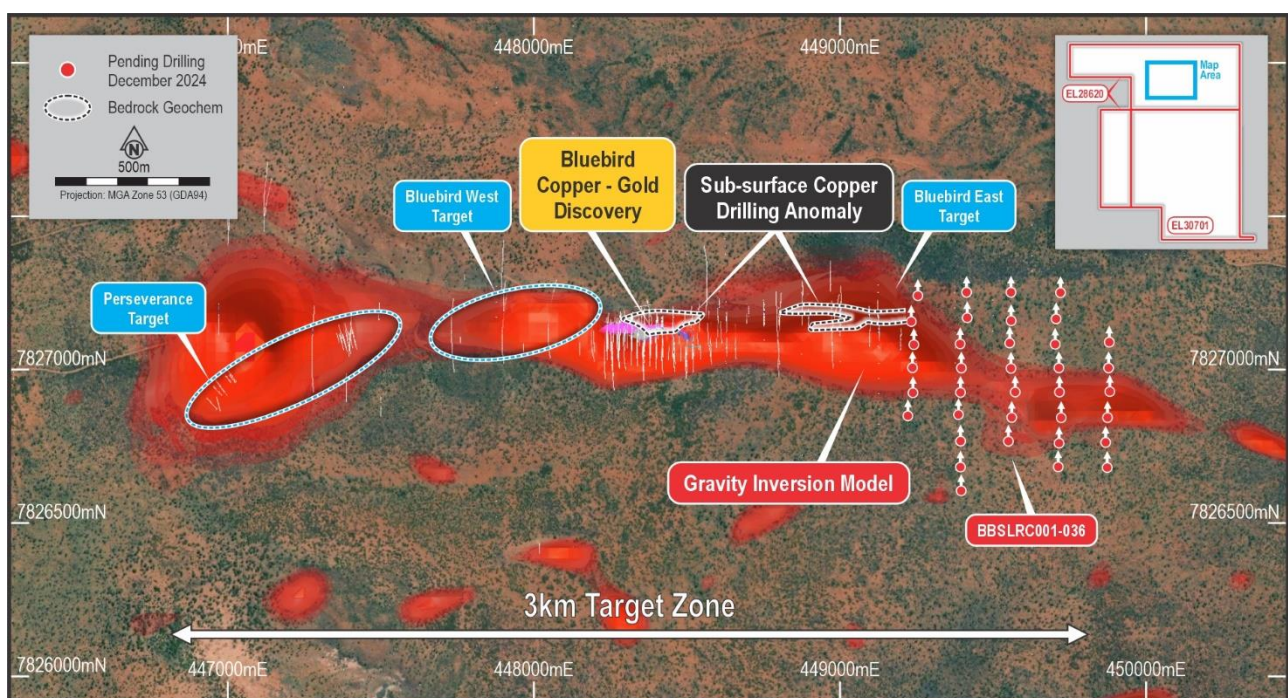 Pending Drilling
December 2024
Bedrock Geochem
N
500m
Projection: MGA Zone 53 (GDA94)
0mE
448000mE
449000mE
Map
Area
EL28620
EL30701
Bluebird
Copper - Gold
Discovery
Sub-surface Copper
Drilling Anomaly
Bluebird West
Target
Bluebird East
Target
Perseverance
Target
7827000mN
7827000mN
Gravity Inversion Model
BBSLRC001-036
7826500mN
7826500mN
3km Target Zone
7826000mN
447000mE
448000mE
449000mE
450000mE